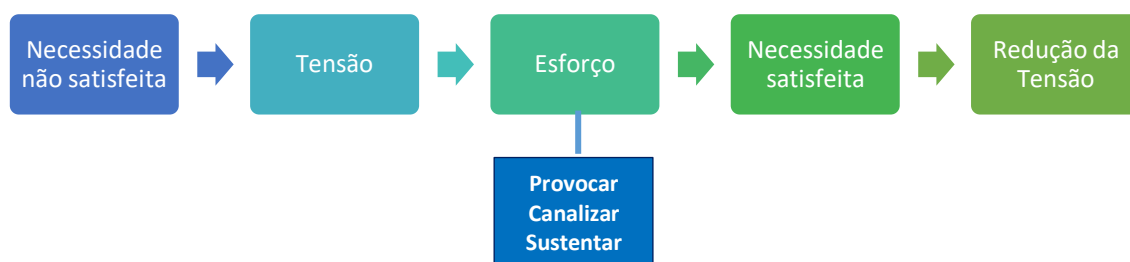 Necessidade
não satisfeita
Tensão
Esforço
Necessidade
satisfeita
Redução da
Tensão
Provocar
Canalizar
Sustentar